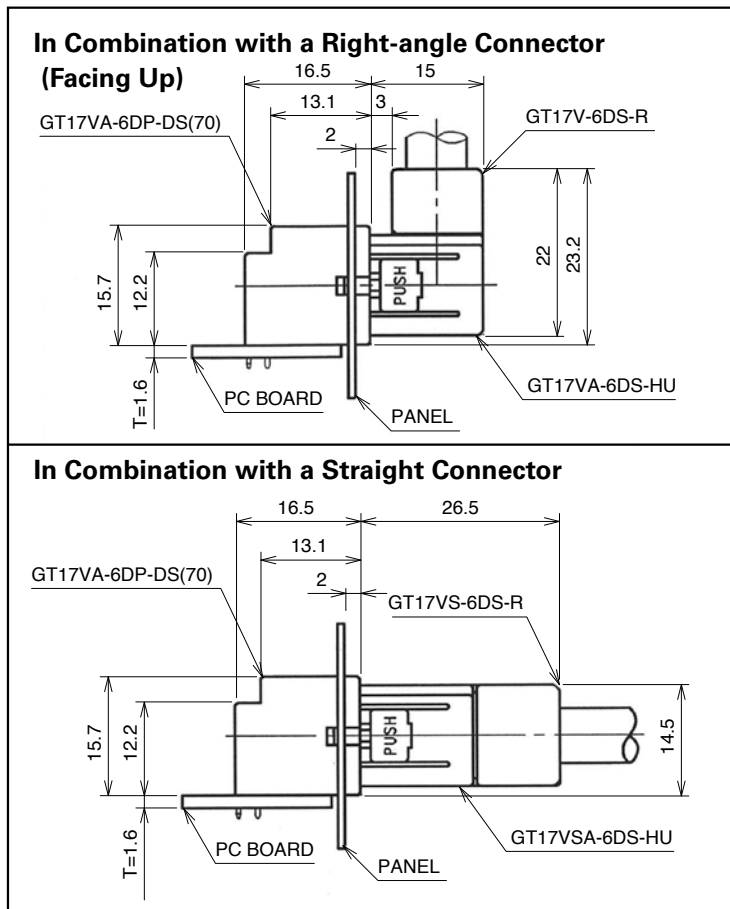 In Combination with a Right-angle Connector
(Facing Up)
16.5
15
13.1
3
GT17VA-6DP-DS(70)
GT17V-6DS-R
2
15.7
12.2
PUSH
22
23.2
T=1.6
PC BOARD
GT17VA-6DS-HU
PANEL
In Combination with a Straight Connector
16.5
26.5
13.1
GT17VA-6DP-DS(70)
2
GT17VS-6DS-R
15.7
12.2
PUSH
14.5
T=1.6
PC BOARD
GT17VSA-6DS-HU
PANEL